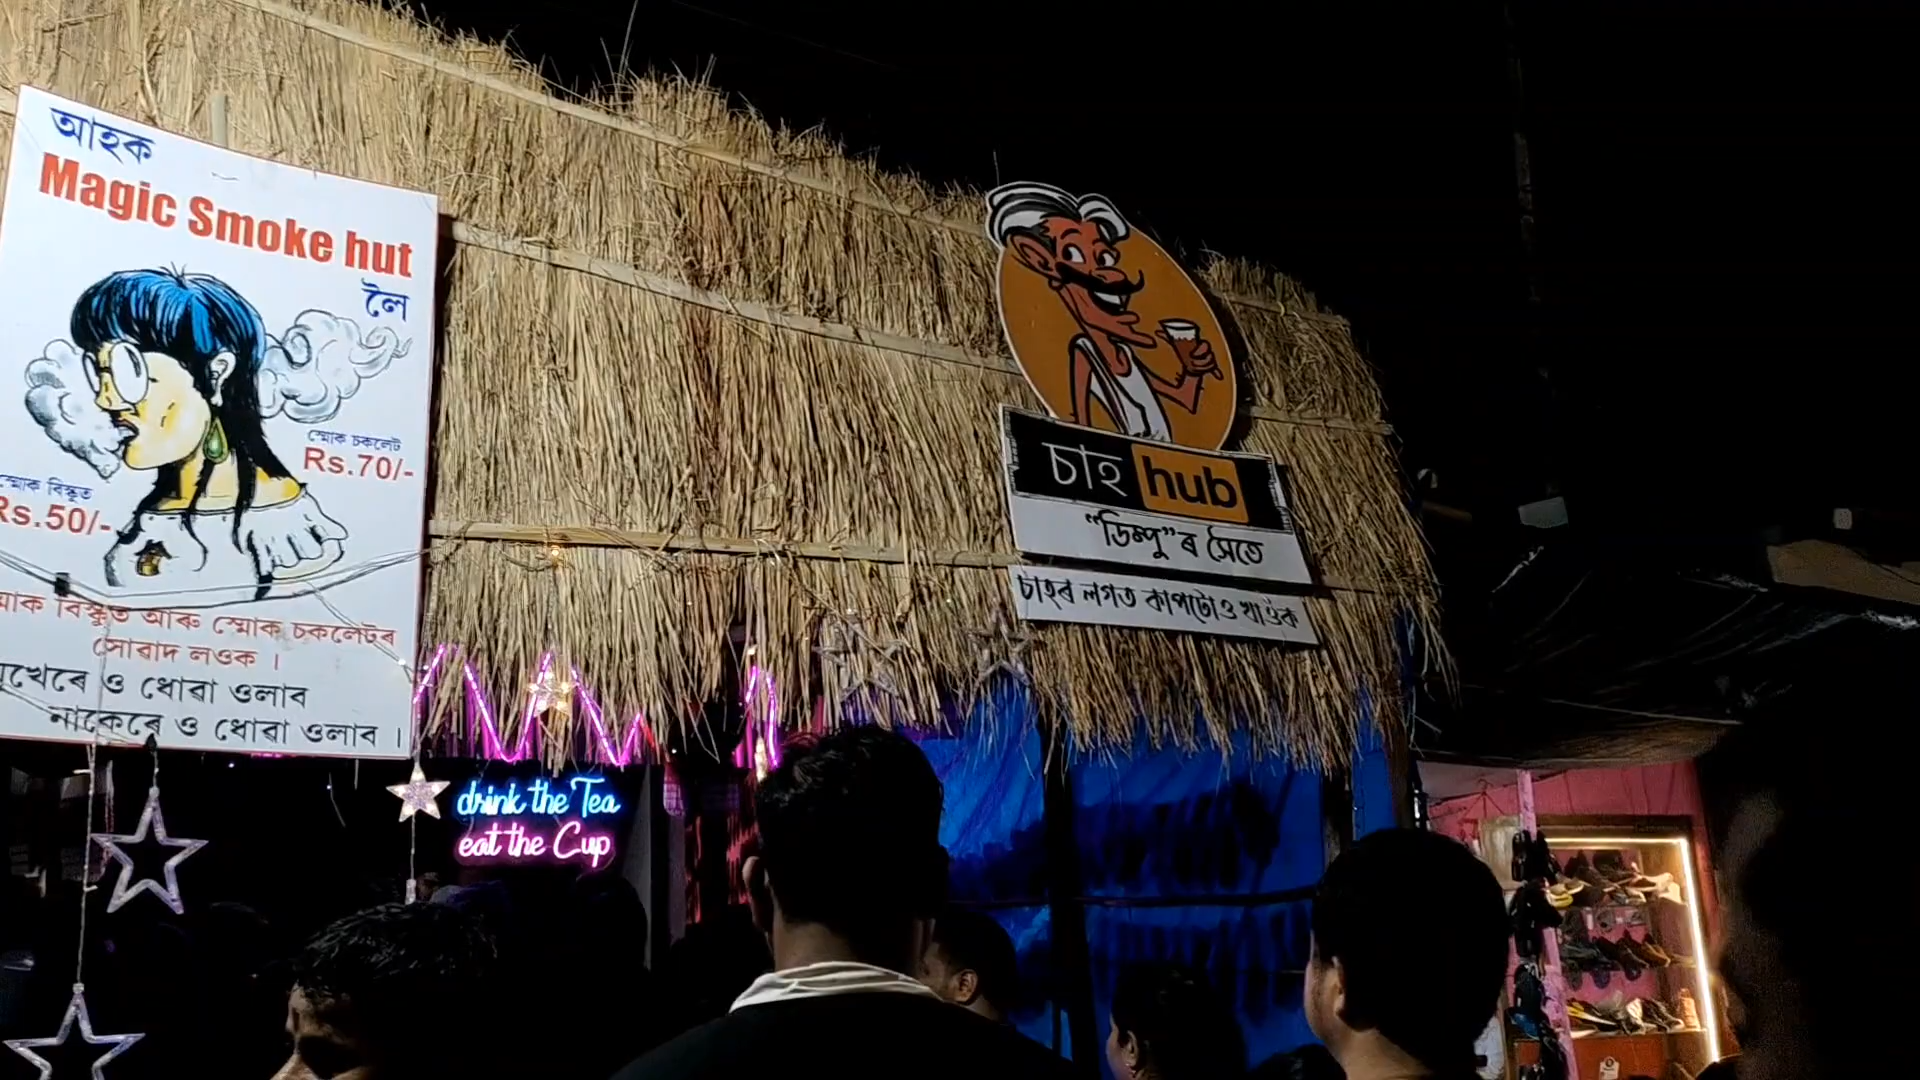 আহক
Magic Smoke hut
লৈ
স্মোক চকলেট
Rs.70/-
স্মোক বিস্কুত
Rs.50/-
বিস্কুত আৰু স্মোক চকলেটৰ
সোৱাদ লওক ।
ও ধোৱা ওলাব
নাকেৰে ও ধোৱা ওলাব ।
চাহ hub
“ডিম্পু”ৰ সৈতে
চাহৰ লগত কাপটোও খাওঁক
drink the Tea
eat the Cup